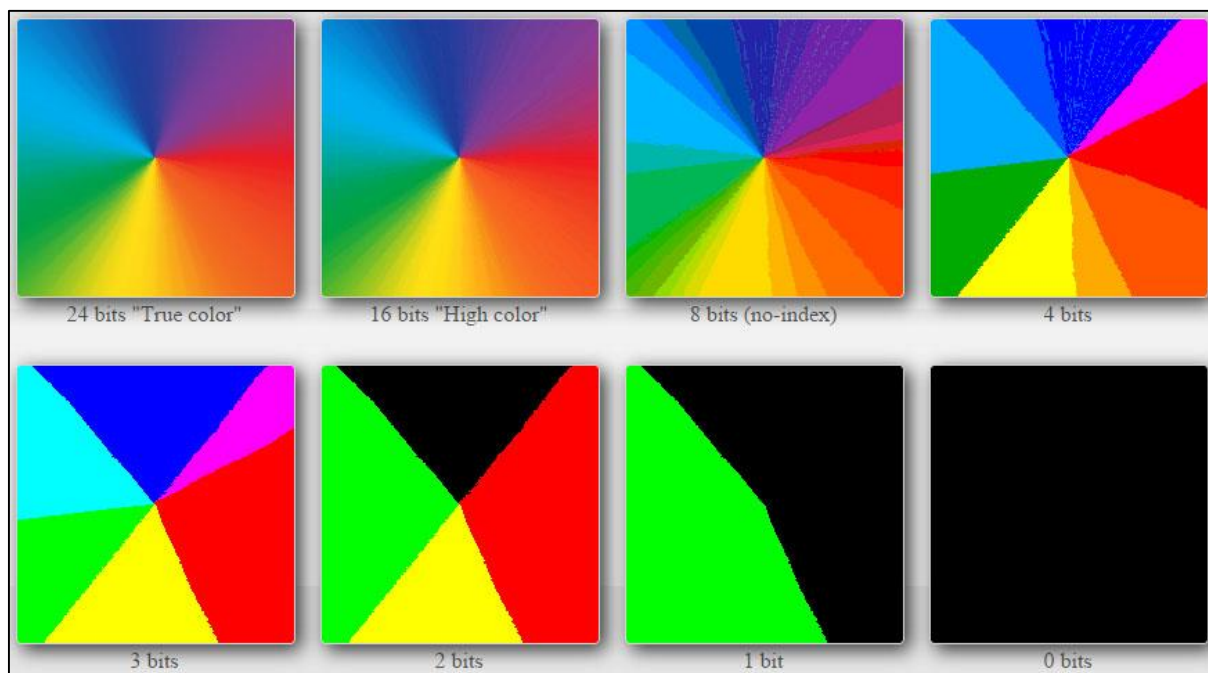 24 bits "True color"
16 bits "High color"
8 bits (no-index)
4 bits
3 bits
2 bits
1 bit
0 bits